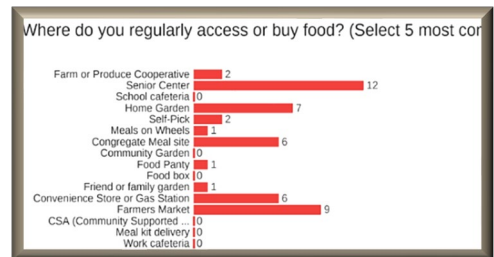 Where do you regularly access or buy food? (Select 5 most cor
Farm or Produce Cooperative 2
Senior Center 12
School cafeteria 0
Home Garden 7
Self-Pick 2
Meals on Wheels 1
Congregate Meal site 6
Community Garden 0
Food Panty 1
Food box 0
Friend or family garden 1
Convenience Store or Gas Station 6
Farmers Market 9
CSA (Community Supported ... 0
Meal kit delivery 0
Work cafeteria 0